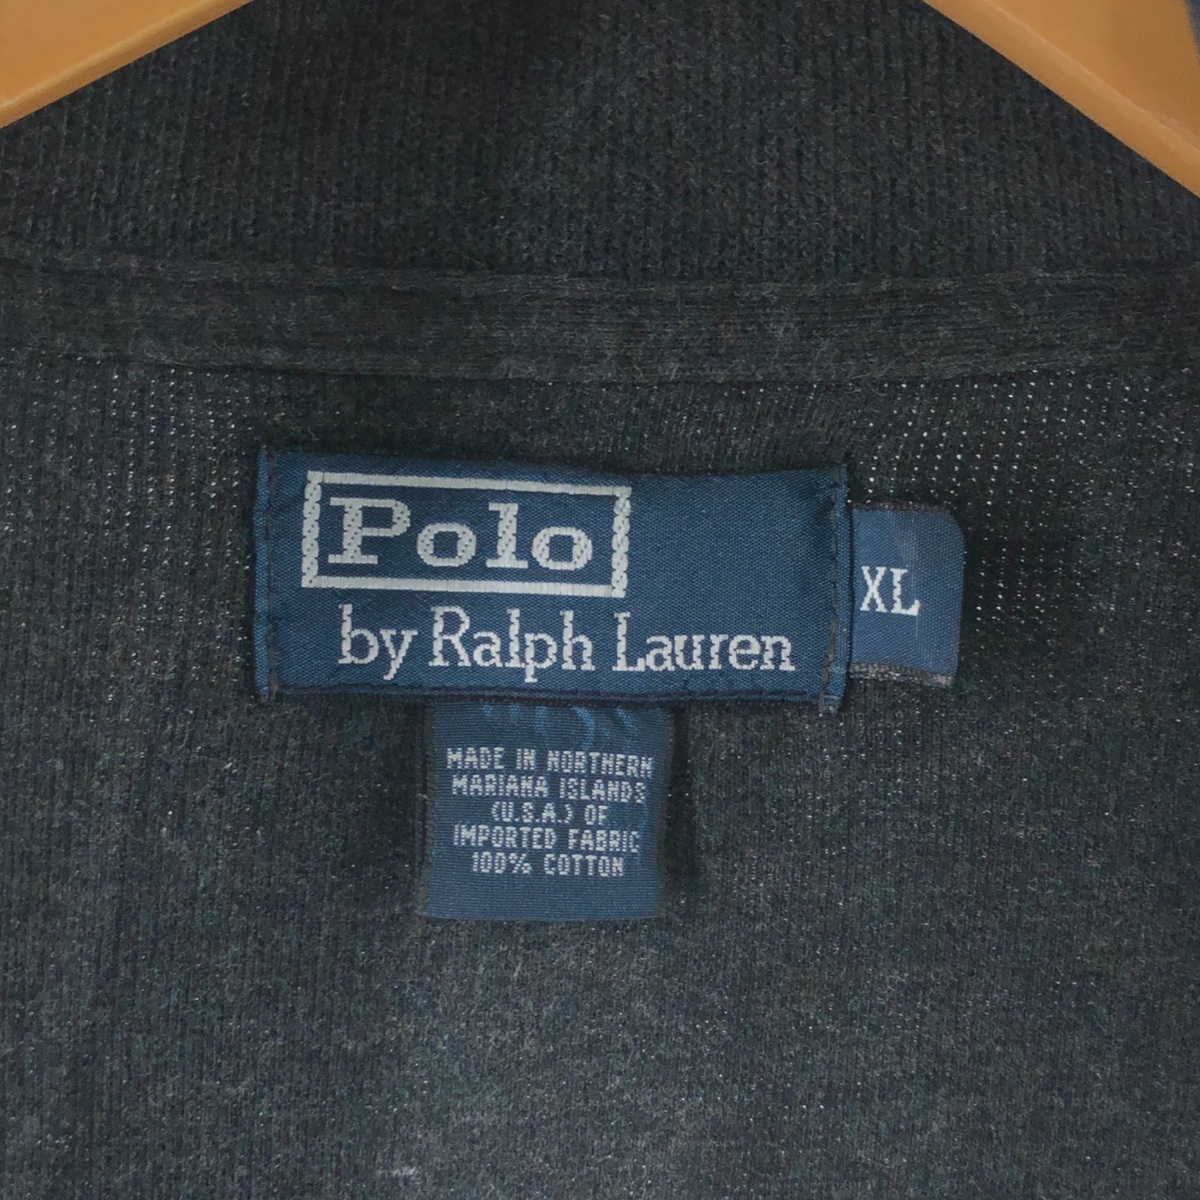 Polo
by Ralph Lauren
XL
MADE IN NORTHERN
MARIANA ISLANDS
(U.S.A.) OF
IMPORTED FABRIC
100% COTTON